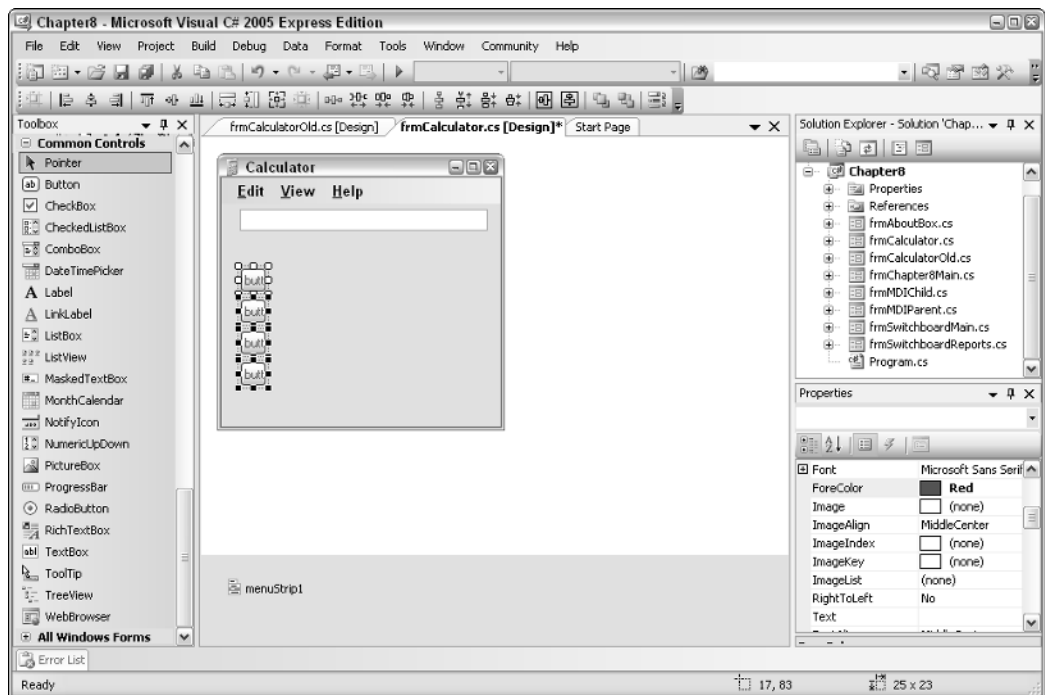 Chapter8 - Microsoft Visual C# 2005 Express Edition
File Edit View Project Build Debug Data Format Tools Window Community Help
Toolbox
Common Controls
Pointer
Button
CheckBox
CheckedListBox
ComboBox
DateTimePicker
Label
LinkLabel
ListBox
ListView
MaskedTextBox
MonthCalendar
NotifyIcon
NumericUpDown
PictureBox
ProgressBar
RadioButton
RichTextBox
TextBox
ToolTip
TreeView
WebBrowser
All Windows Forms
frmCalculatorOld.cs [Design] frmCalculator.cs [Design]* Start Page
Calculator
Edit View Help
butt
butt
butt
butt
menuStrip1
Solution Explorer - Solution 'Chap...
Chapter8
Properties
References
frmAboutBox.cs
frmCalculator.cs
frmCalculatorOld.cs
frmChapter8Main.cs
frmMDIChild.cs
frmMDIParent.cs
frmSwitchboardMain.cs
frmSwitchboardReports.cs
Program.cs
Properties
Font Microsoft Sans Serif
ForeColor Red
Image (none)
ImageAlign MiddleCenter
ImageIndex (none)
ImageKey (none)
ImageList (none)
RightToLeft No
Text
Error List
Ready 17, 83 25 x 23